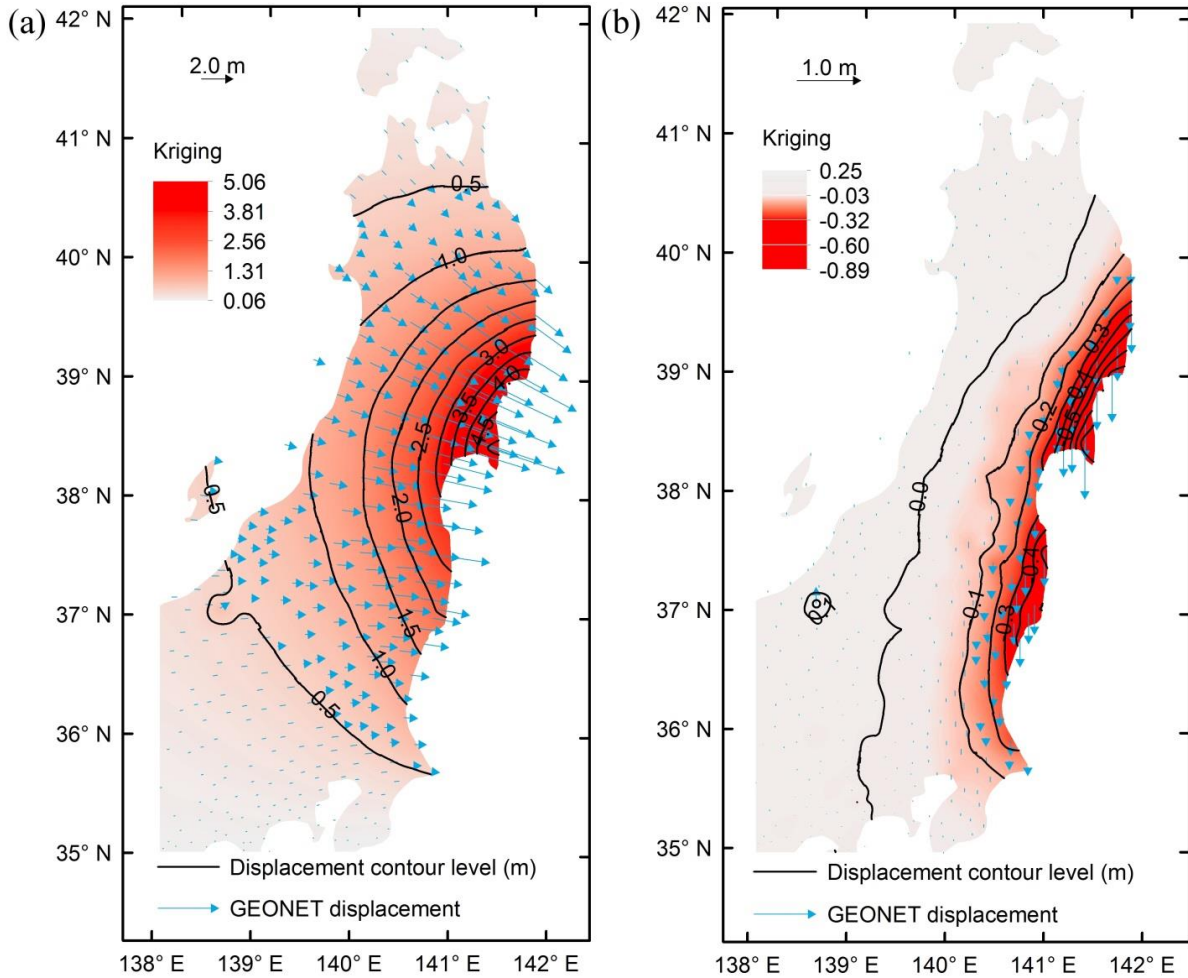 (a)
42° N
41° N
40° N
39° N
38° N
37° N
36° N
35° N
2.0 m
Kriging
5.06
3.81
2.56
1.31
0.06
0.5
1.0
3.0
4.0
3.5
4.5
2.5
2.0
0.5
1.5
1.0
0.5
Displacement contour level (m)
GEONET displacement
138° E
139° E
140° E
141° E
142° E
(b)
42° N
41° N
40° N
39° N
38° N
37° N
36° N
35° N
1.0 m
Kriging
0.25
-0.03
-0.32
-0.60
-0.89
0.3
0.4
0.2
0.5
0.0
0.4
0.1
0.3
Displacement contour level (m)
GEONET displacement
138° E
139° E
140° E
141° E
142° E